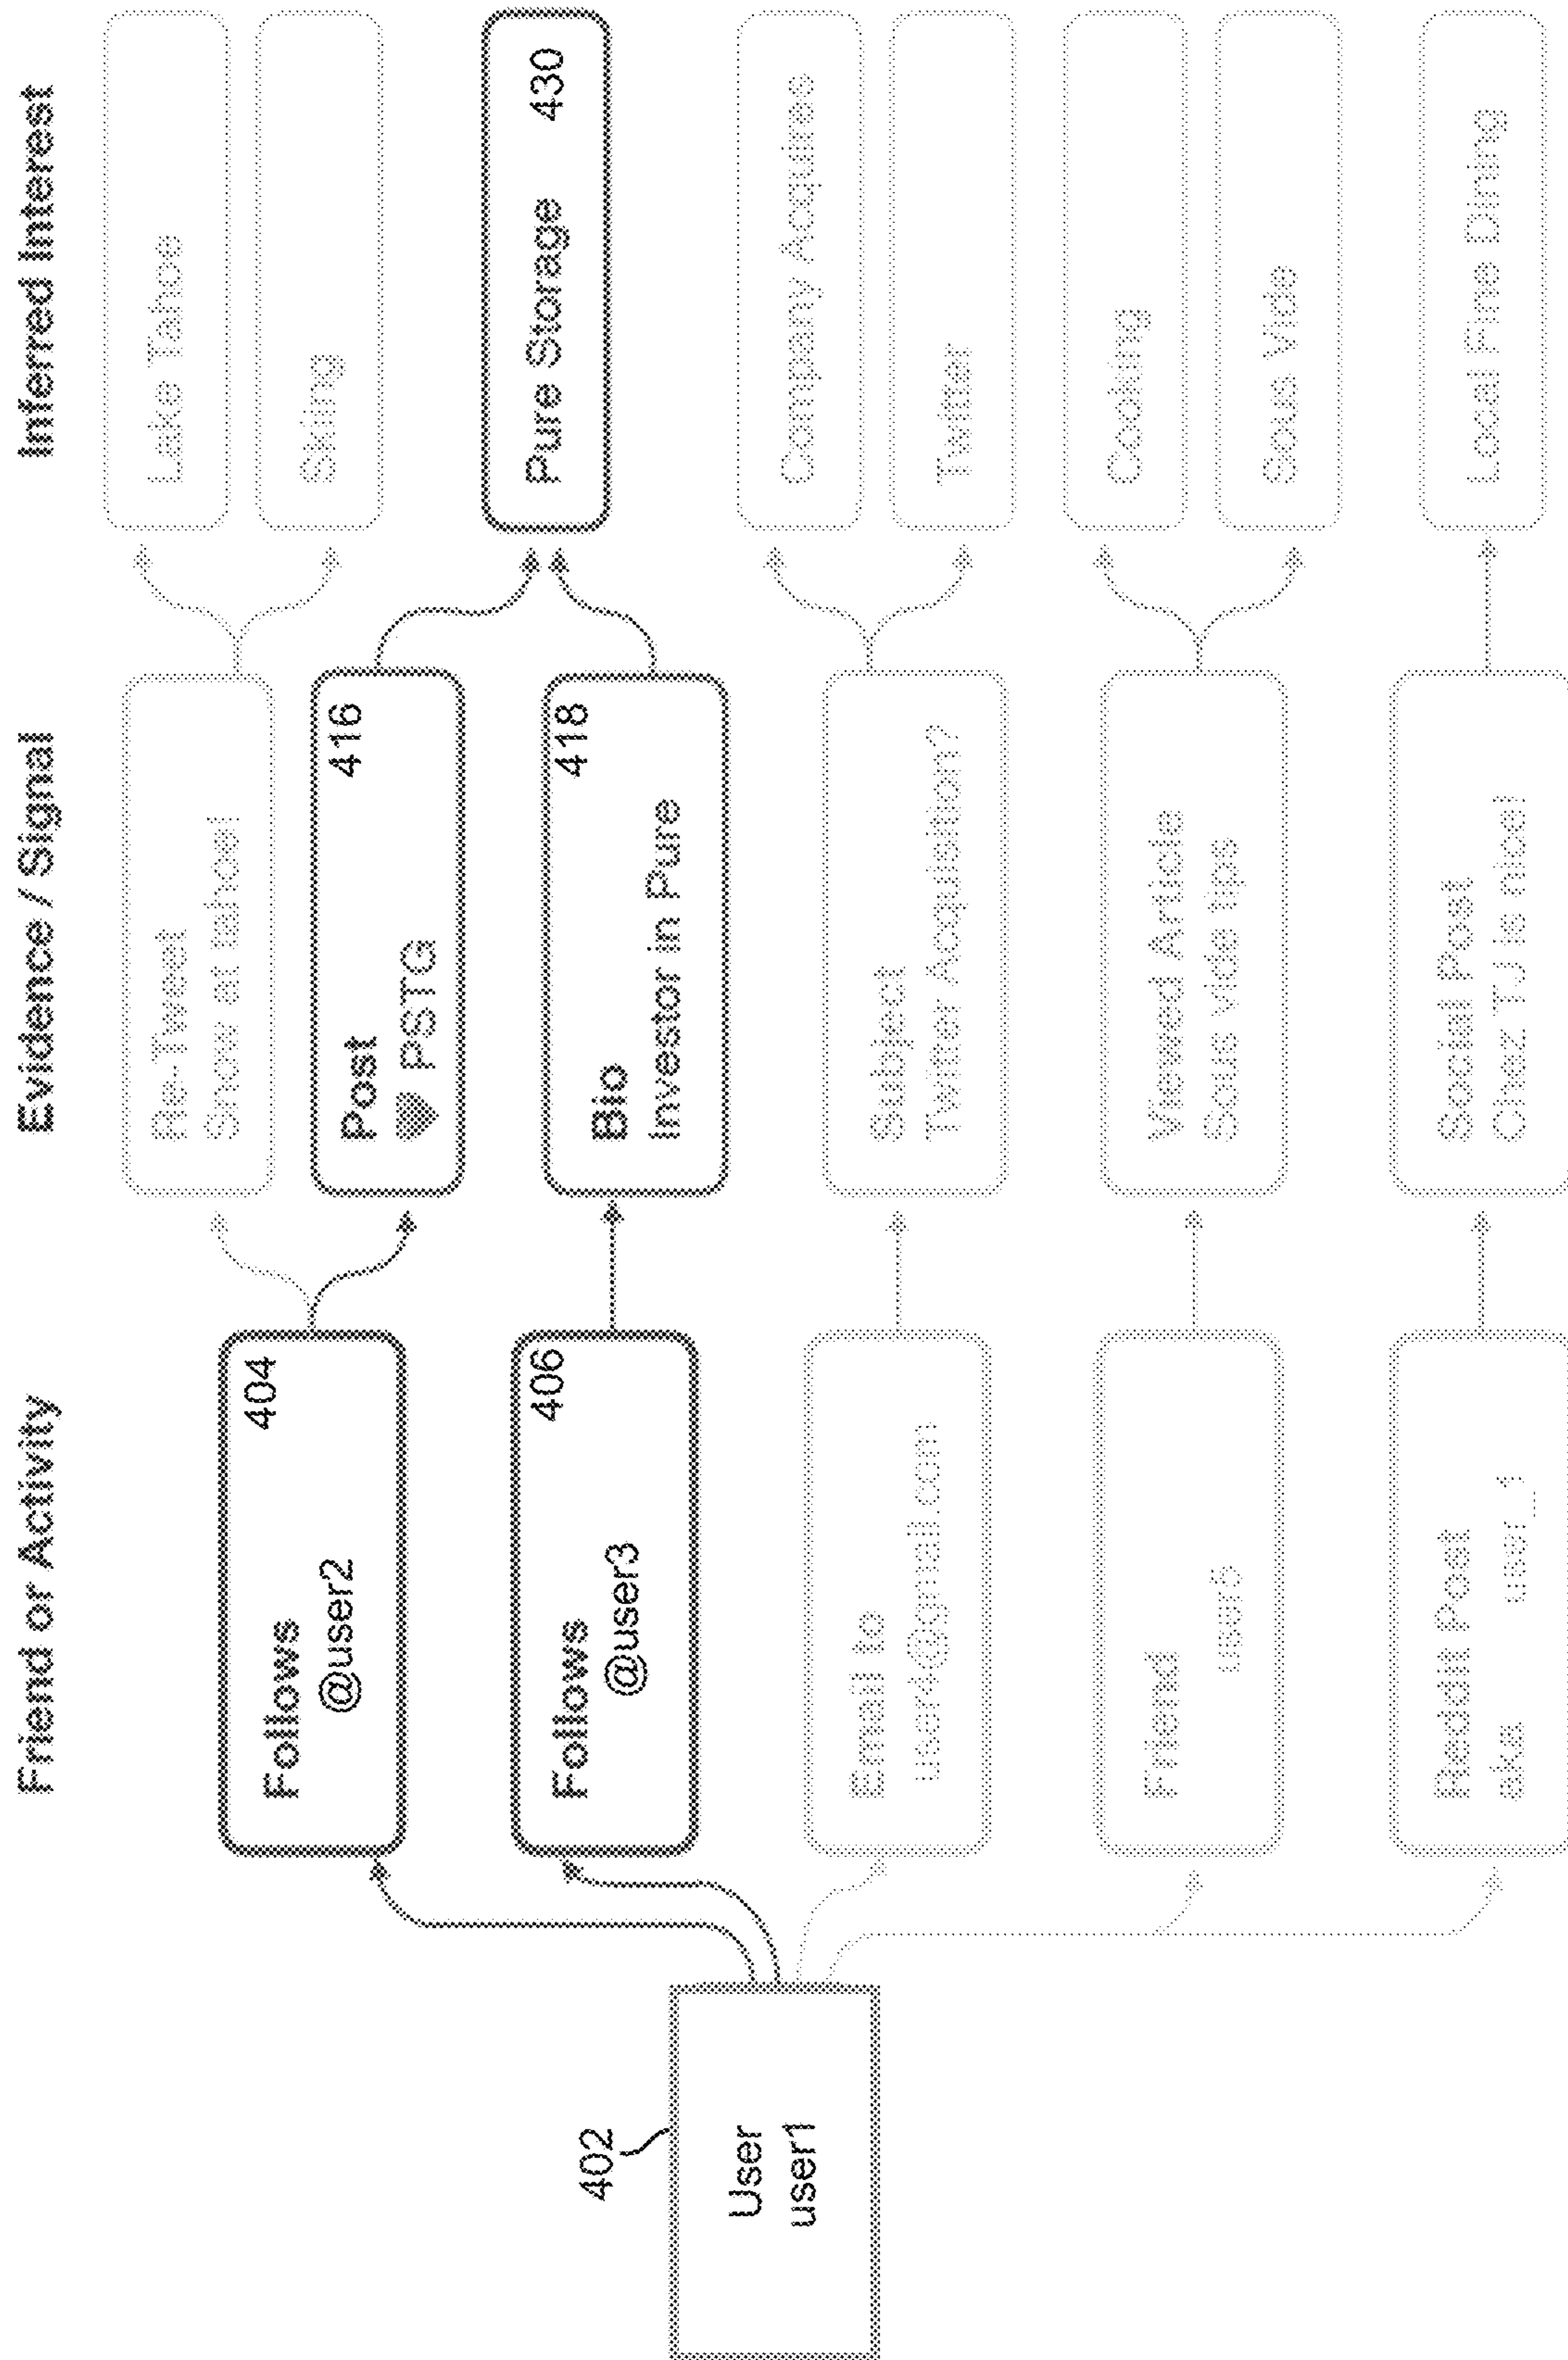 Friend or Activity
Evidence / Signal
Inferred Interest
402
User
user1
Follows
404
@user2
Follows
406
@user3
Email to
user4@gmail.com
Friend
user5
Reddit Post
aka user_1
Re-Tweet
Snow at tahoe!
Post
416
♥ PSTG
Bio
418
Investor in Pure
Subject
Twitter Acquisition?
Viewed Article
Sous vide tips
Social Post
Chez TJ is nice!
Lake Tahoe
Skiing
Pure Storage 430
Company Acquires
Twitter
Cooking
Sous Vide
Local Fine Dining